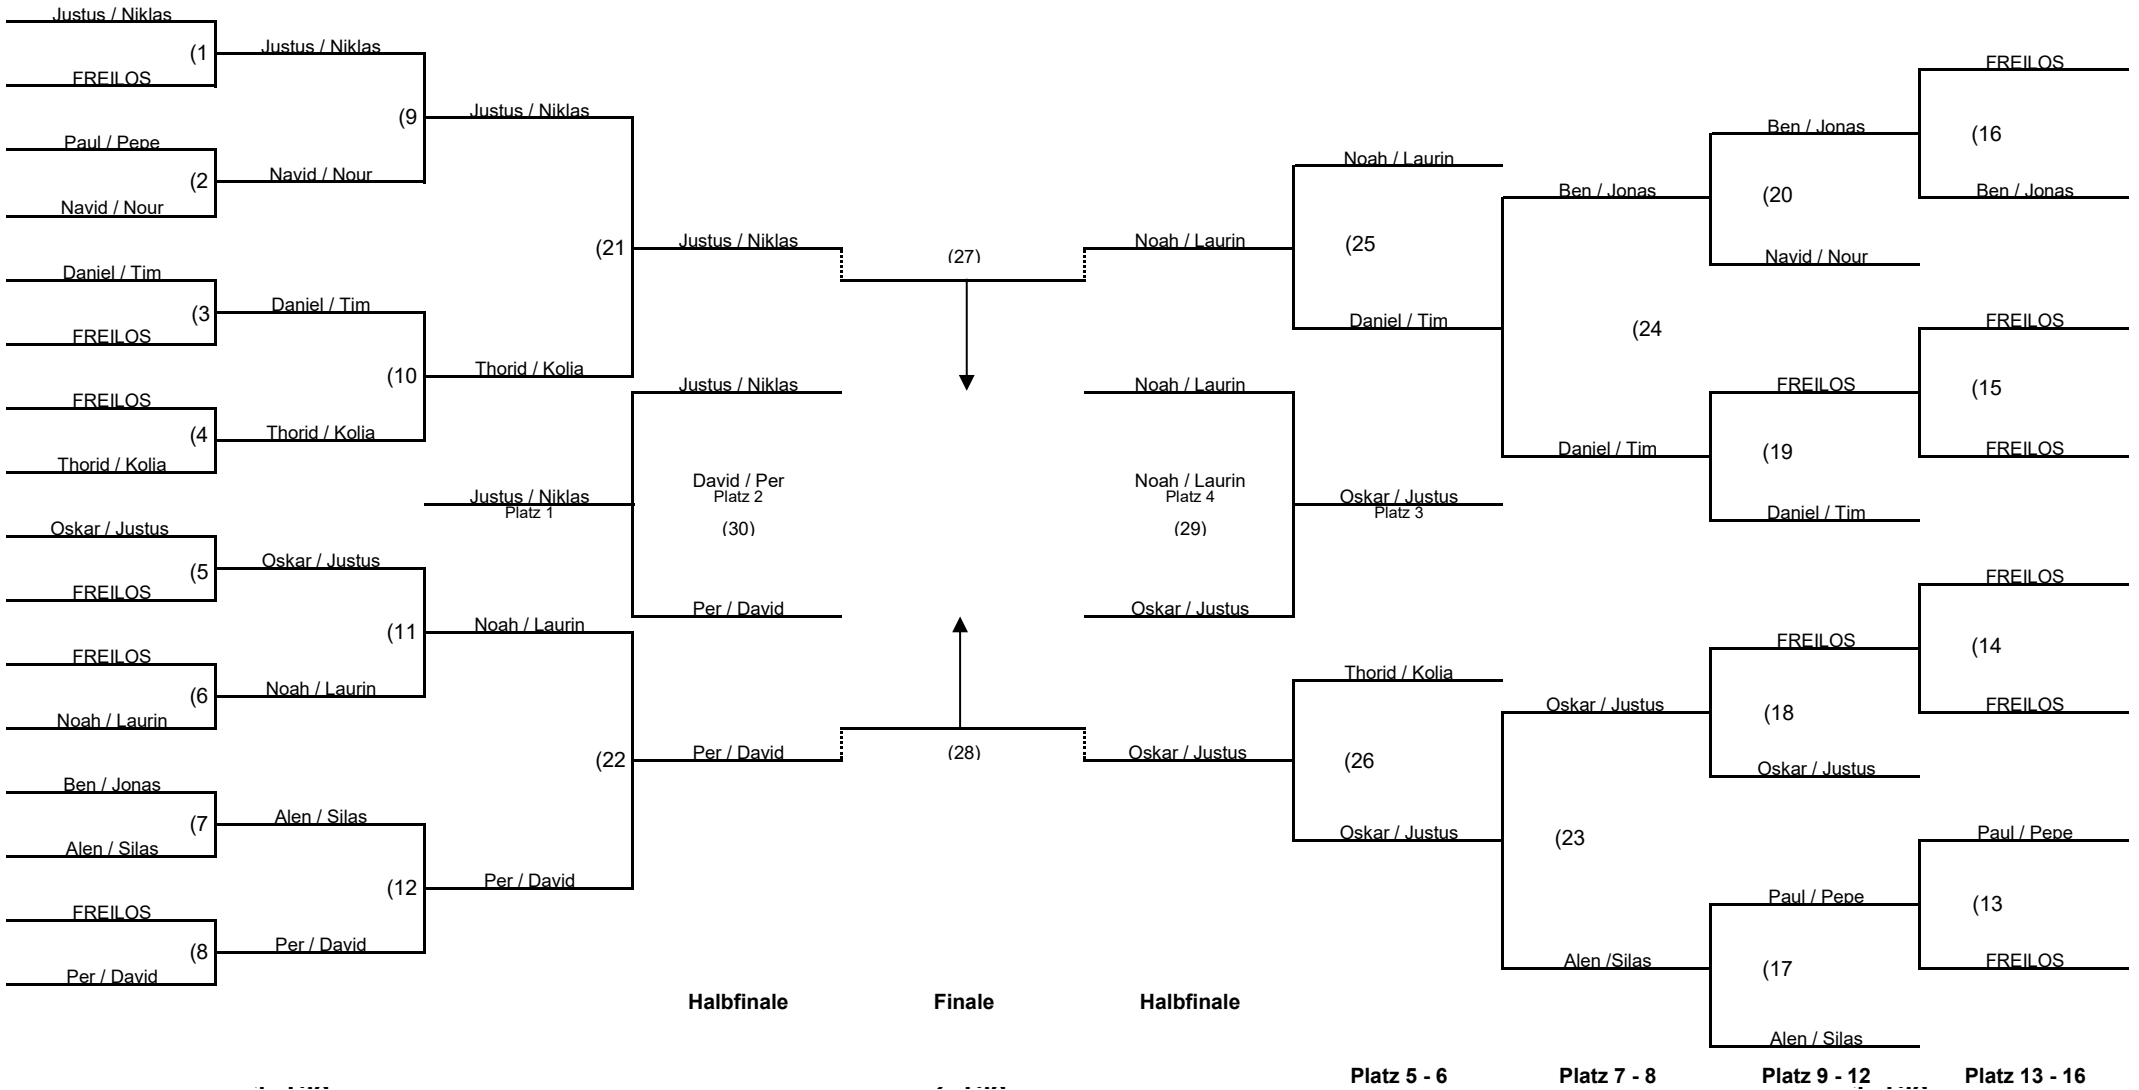 Justus / Niklas
(1
FREILOS
Justus / Niklas
(9
Paul / Pepe
(2
Navid / Nour
Navid / Nour
Justus / Niklas
(21
Daniel / Tim
(3
FREILOS
Daniel / Tim
(10
FREILOS
(4
Thorid / Kolja
Thorid / Kolja
Thorid / Kolja
Oskar / Justus
(5
FREILOS
Oskar / Justus
(11
FREILOS
(6
Noah / Laurin
Noah / Laurin
Noah / Laurin
(22
Ben / Jonas
(7
Alen / Silas
Alen / Silas
(12
FREILOS
(8
Per / David
Per / David
Per / David
Justus / Niklas
(27)
Noah / Laurin
Justus / Niklas
Justus / Niklas
Platz 1
David / Per
Platz 2
(30)
Per / David
Noah / Laurin
Noah / Laurin
Platz 4
(29)
Oskar / Justus
Platz 3
Oskar / Justus
Per / David
(28)
Oskar / Justus
Noah / Laurin
(25
Daniel / Tim
Thorid / Kolja
(26
Oskar / Justus
Ben / Jonas
(24
Daniel / Tim
Oskar / Justus
(23
Alen /Silas
Ben / Jonas
(20
Navid / Nour
FREILOS
(19
Daniel / Tim
FREILOS
(18
Oskar / Justus
Paul / Pepe
(17
Alen / Silas
FREILOS
(16
Ben / Jonas
FREILOS
(15
FREILOS
FREILOS
(14
FREILOS
Paul / Pepe
(13
FREILOS
Halbfinale
Finale
Halbfinale
Platz 5 - 6
Platz 7 - 8
Platz 9 - 12
Platz 13 - 16